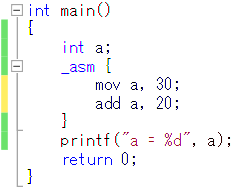 int main()
{
    int a;
    _asm {
        mov a, 30;
        add a, 20;
    }
    printf("a = %d", a);
    return 0;
}